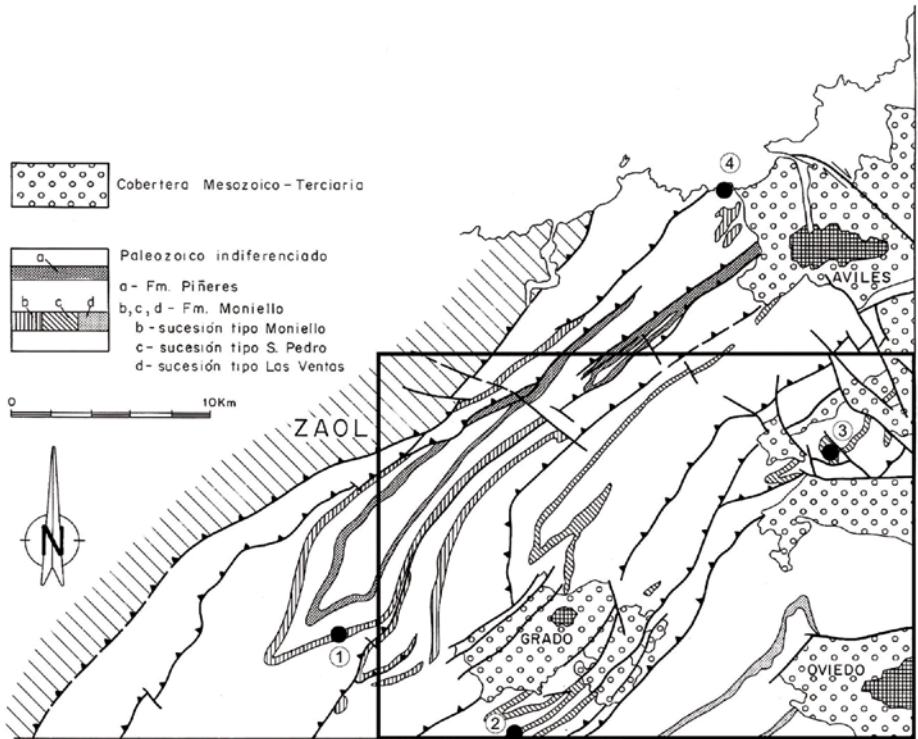 4
Cobertera Mesozoico-Terciaria
a
Paleozoico indiferenciado
AVILES
a- Fm. Piñeres
b c d
b,c,d- Fm. Moniello
b- sucesión tipo Moniello
c- sucesión tipo S. Pedro
d- sucesión tipo Las Ventas
0 10Km
ZAOL
3
N
GRADO
1
OVIEDO
2